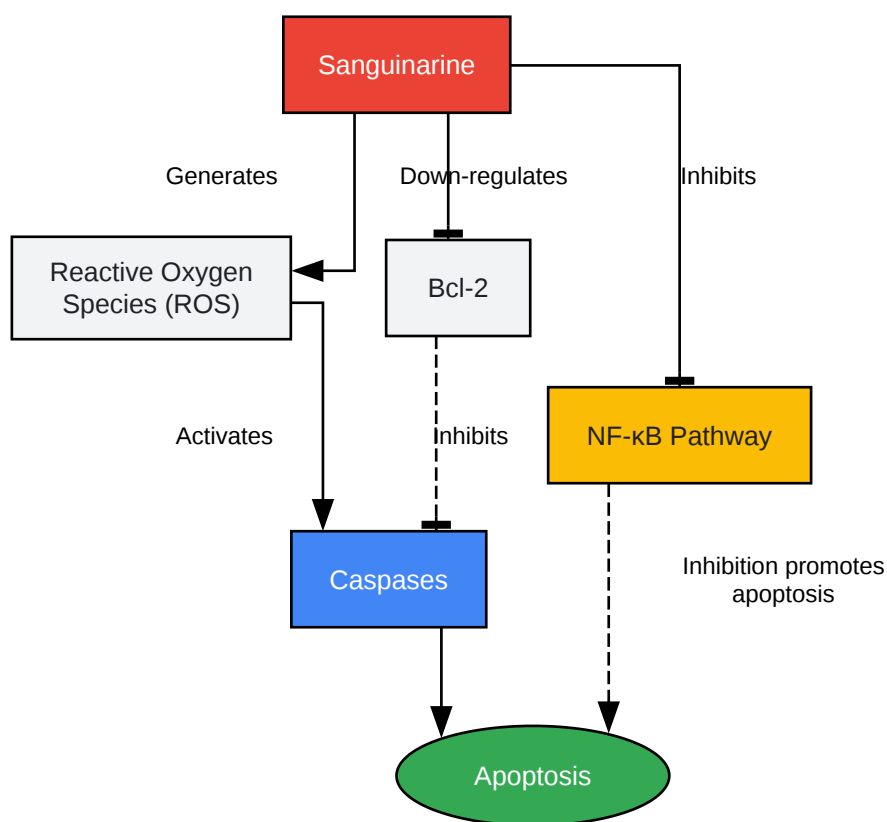 Sanguinarine
Generates
Down-regulates
Inhibits
Reactive Oxygen
Species (ROS)
Bcl-2
Activates
Inhibits
NF-κB Pathway
Caspases
Inhibition promotes
apoptosis
Apoptosis